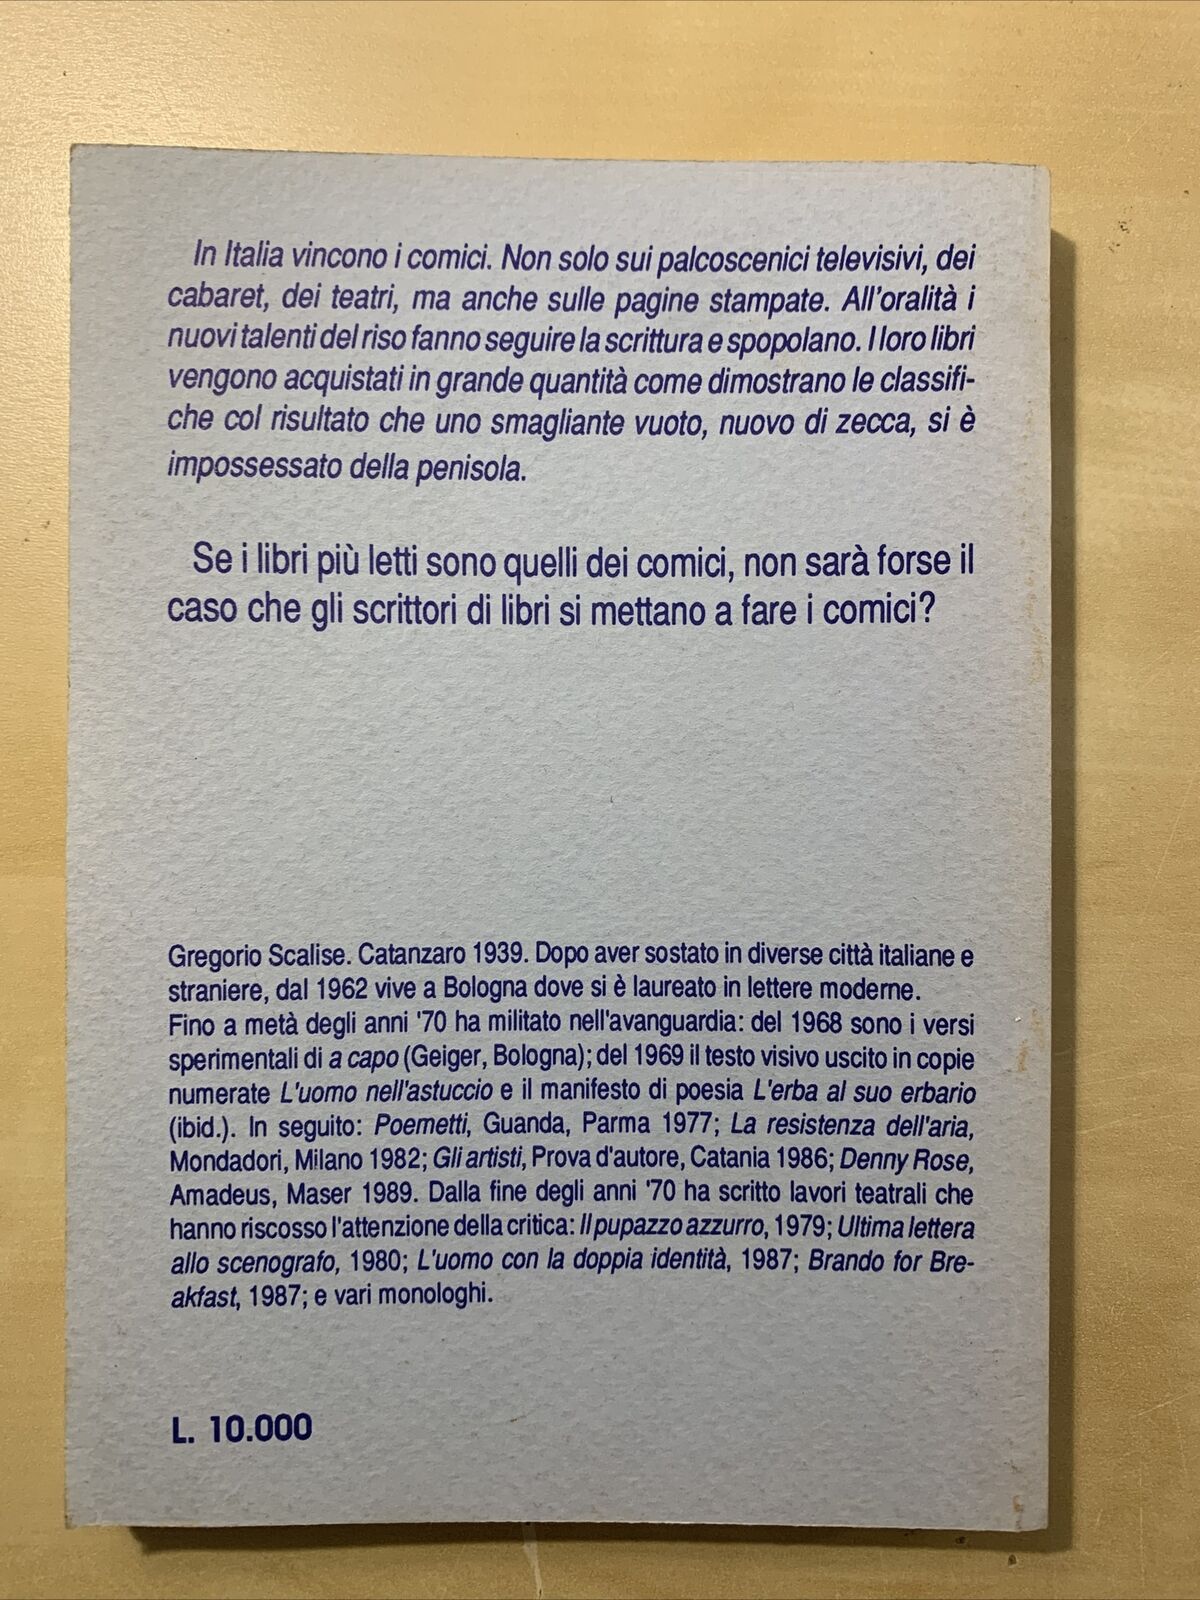 In Italia vincono i comici. Non solo sui palcoscenici televisivi, dei
cabaret, dei teatri, ma anche sulle pagine stampate. All'oralità i
nuovi talenti del riso fanno seguire la scrittura e spopolano. I loro libri
vengono acquistati in grande quantità come dimostrano le classifi-
che col risultato che uno smagliante vuoto, nuovo di zecca, si è
impossessato della penisola.
Se i libri più letti sono quelli dei comici, non sarà forse il
caso che gli scrittori di libri si mettano a fare i comici?
Gregorio Scalise. Catanzaro 1939. Dopo aver sostato in diverse città italiane e
straniere, dal 1962 vive a Bologna dove si è laureato in lettere moderne.
Fino a metà degli anni '70 ha militato nell'avanguardia: del 1968 sono i versi
sperimentali di a capo (Geiger, Bologna); del 1969 il testo visivo uscito in copie
numerate L'uomo nell'astuccio e il manifesto di poesia L'erba al suo erbario
(ibid.). In seguito: Poemetti, Guanda, Parma 1977; La resistenza dell'aria,
Mondadori, Milano 1982; Gli artisti, Prova d'autore, Catania 1986; Denny Rose,
Amadeus, Maser 1989. Dalla fine degli anni '70 ha scritto lavori teatrali che
hanno riscosso l'attenzione della critica: Il pupazzo azzurro, 1979; Ultima lettera
allo scenografo, 1980; L'uomo con la doppia identità, 1987; Brando for Bre-
akfast, 1987; e vari monologhi.
L. 10.000